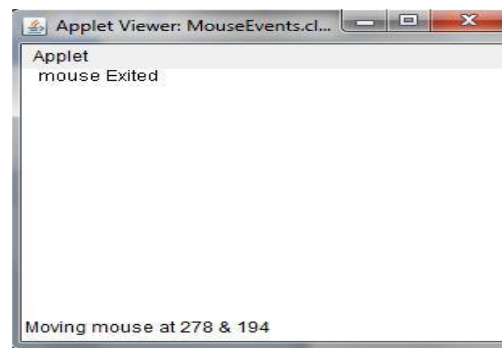 Applet Viewer: MouseEvents.cl...
Applet
mouse Exited
Moving mouse at 278 & 194